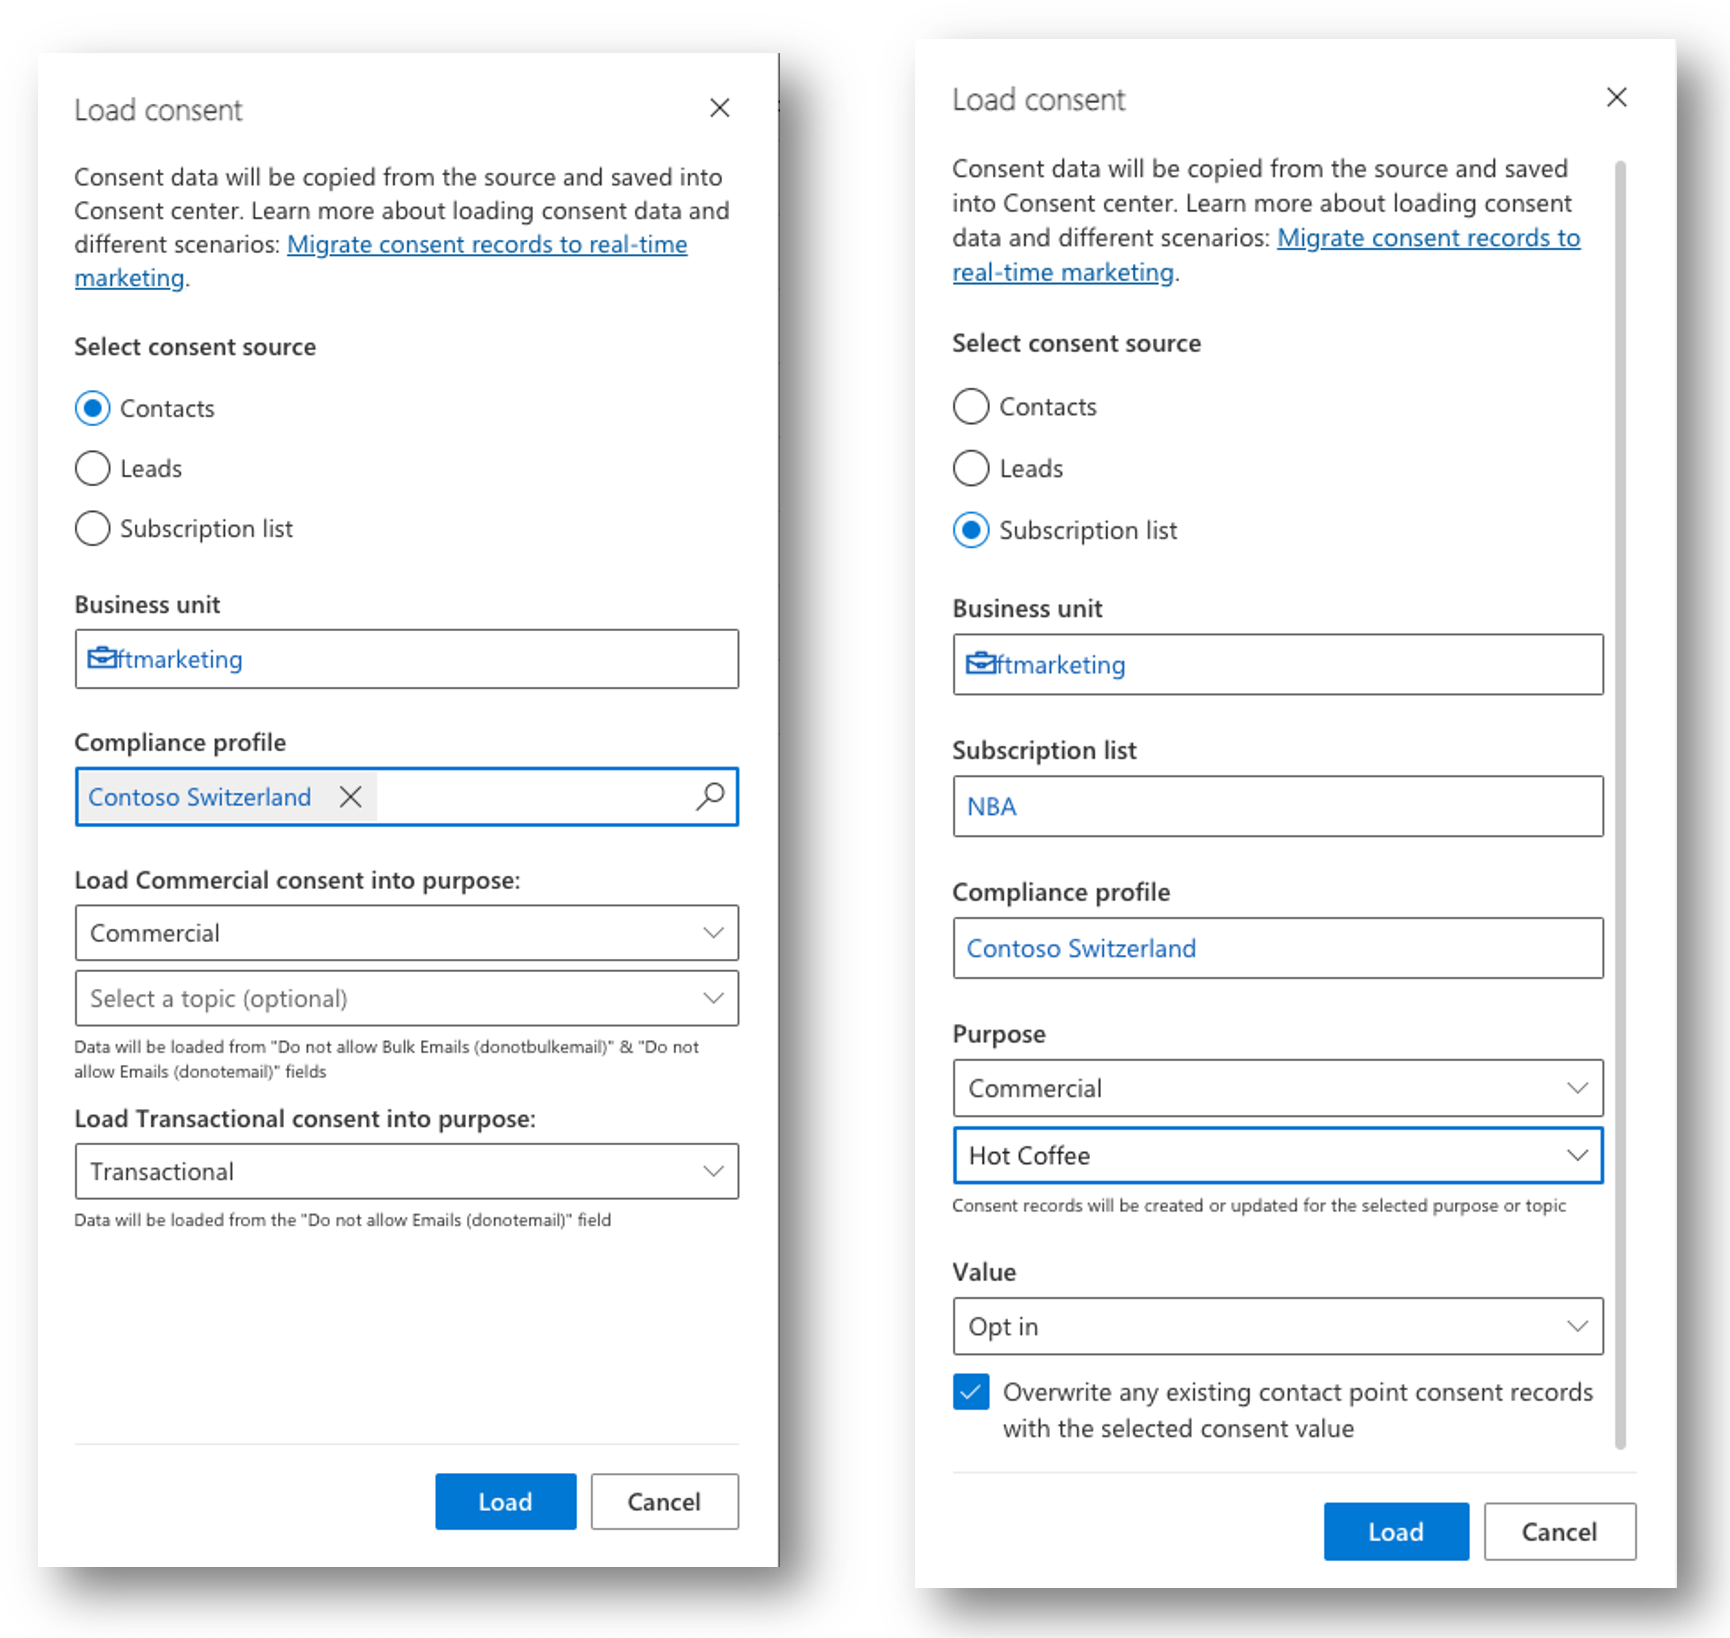 Load consent
Consent data will be copied from the source and saved into
Consent center. Learn more about loading consent data and
different scenarios: Migrate consent records to real-time
marketing.
Select consent source
Contacts
Leads
Subscription list
Business unit
ftmarketing
Compliance profile
Contoso Switzerland
Load Commercial consent into purpose:
Commercial
Select a topic (optional)
Data will be loaded from "Do not allow Bulk Emails (donotbulkemail)" & "Do not
allow Emails (donotemail)" fields
Load Transactional consent into purpose:
Transactional
Data will be loaded from the "Do not allow Emails (donotemail)" field
Load
Cancel
Load consent
Consent data will be copied from the source and saved
into Consent center. Learn more about loading consent
data and different scenarios: Migrate consent records to
real-time marketing.
Select consent source
Contacts
Leads
Subscription list
Business unit
ftmarketing
Subscription list
NBA
Compliance profile
Contoso Switzerland
Purpose
Commercial
Hot Coffee
Consent records will be created or updated for the selected purpose or topic
Value
Opt in
Overwrite any existing contact point consent records
with the selected consent value
Load
Cancel